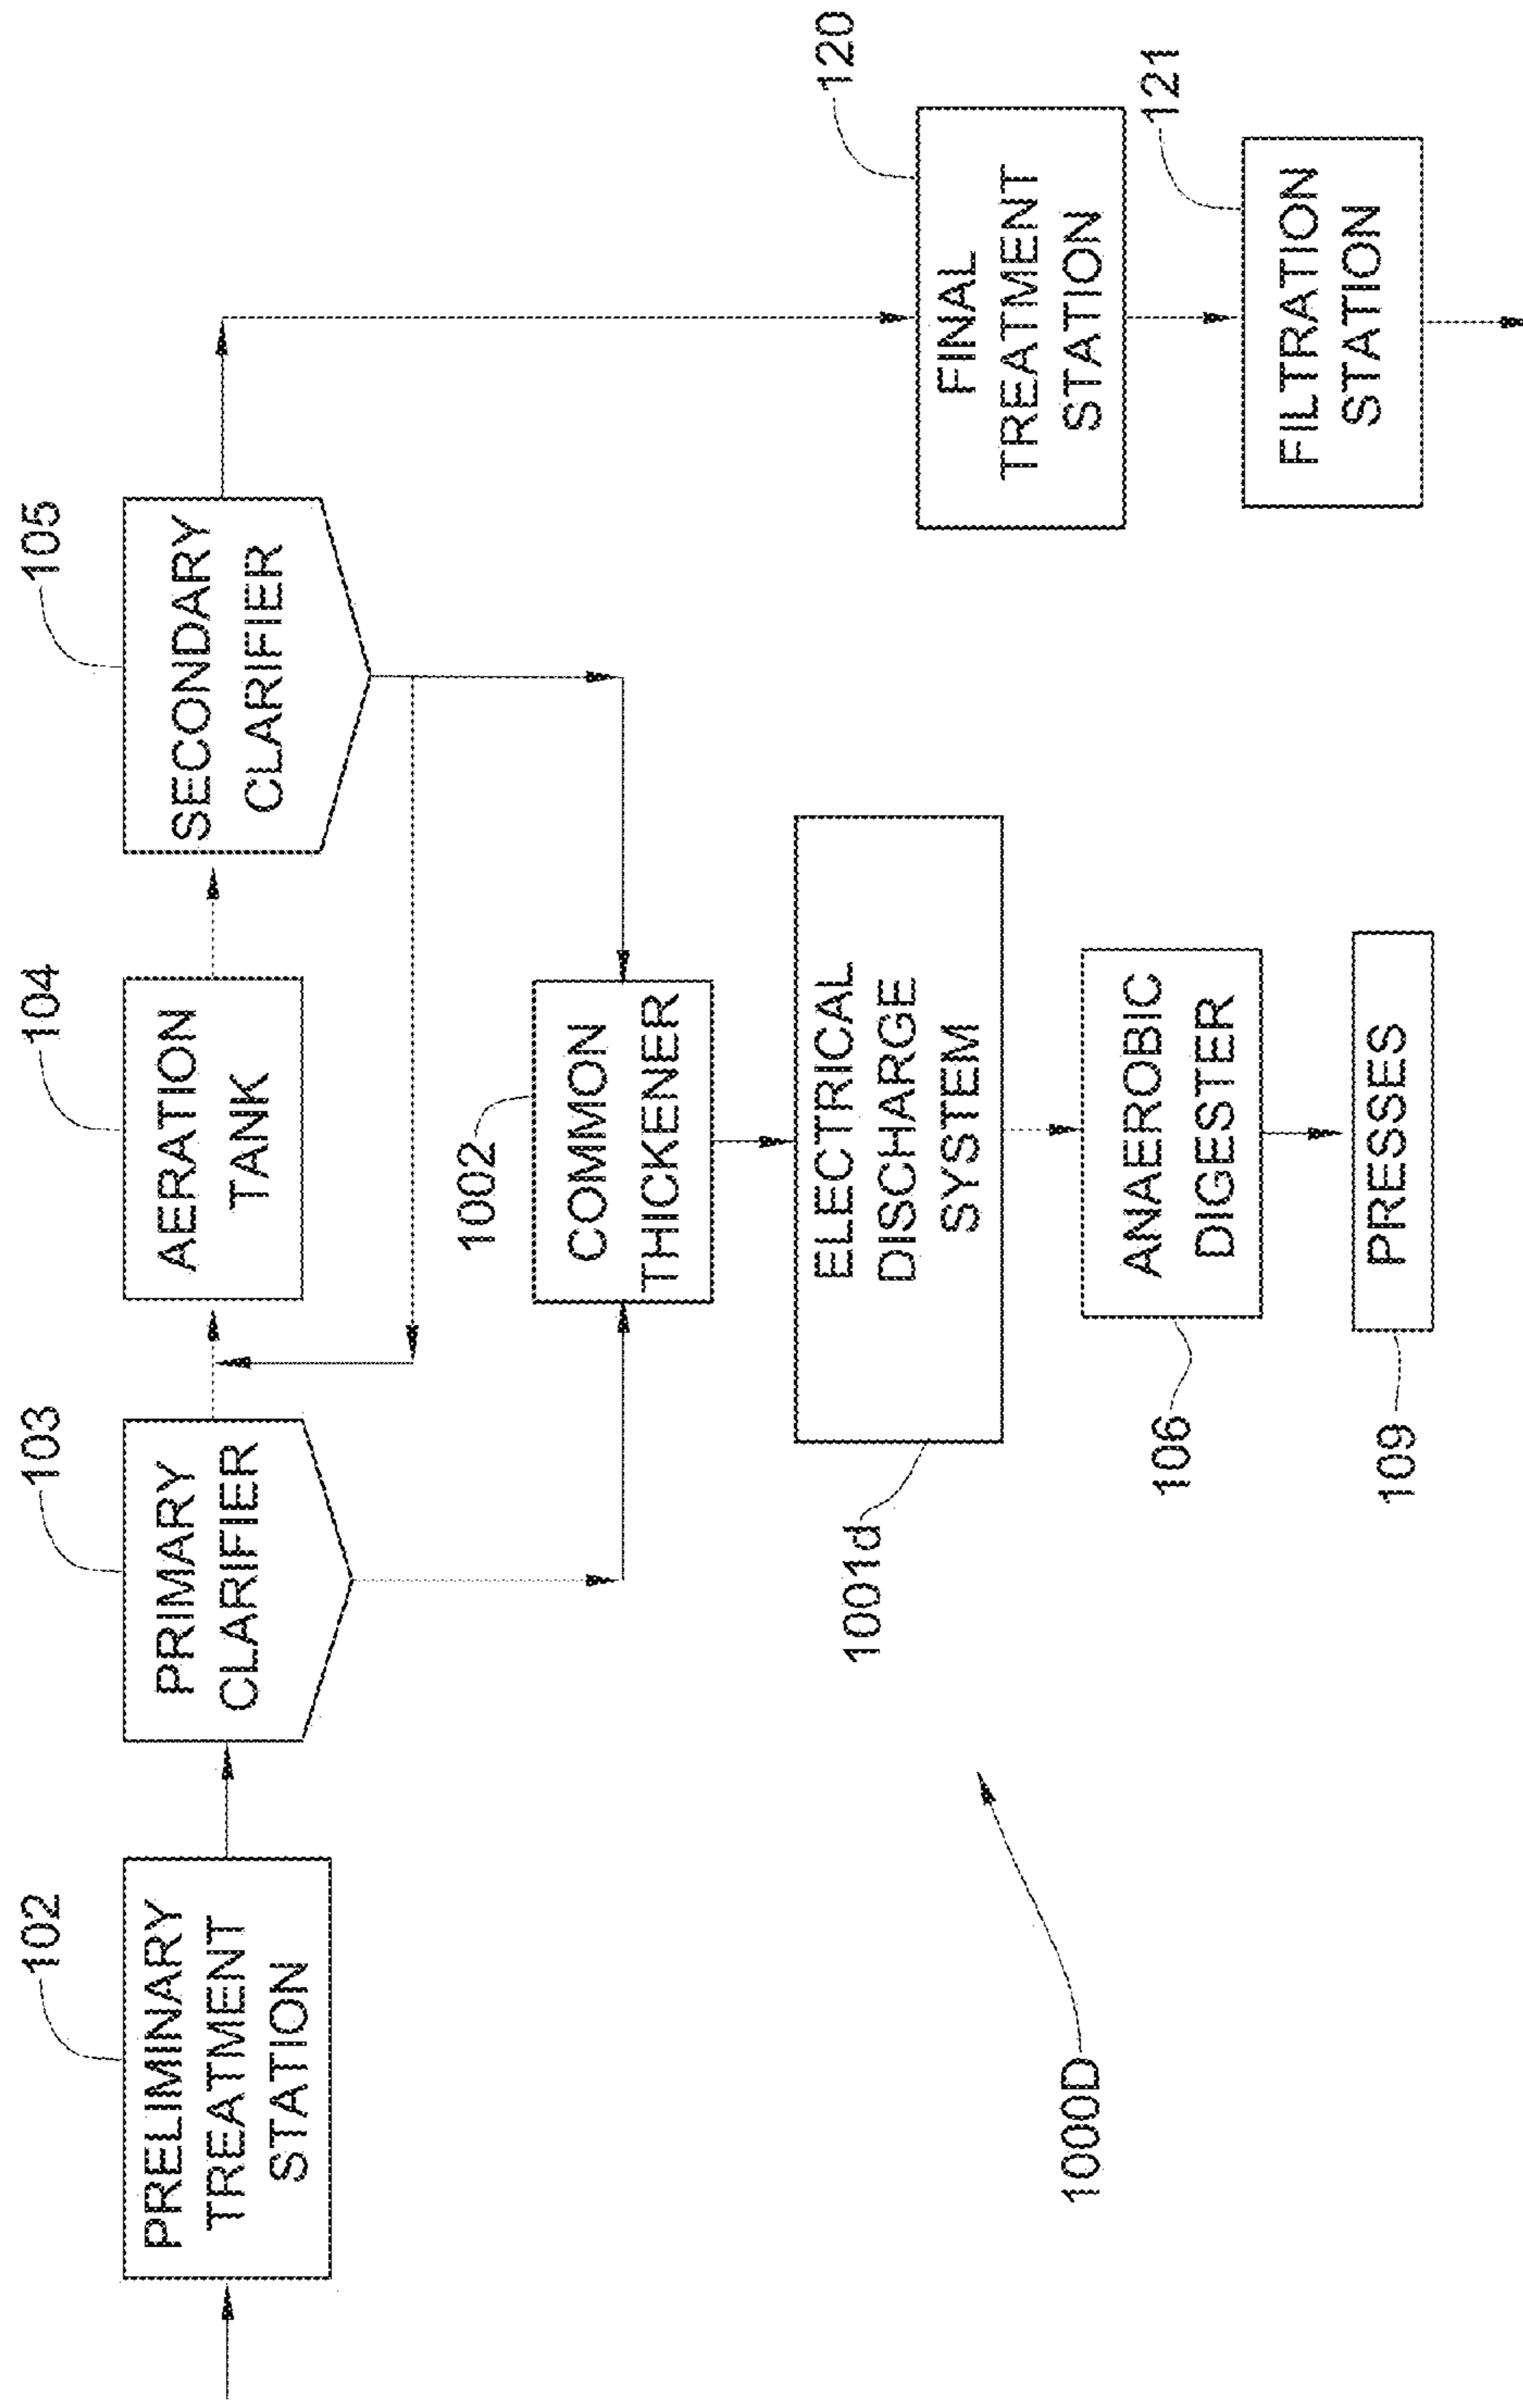 102
PRELIMINARY
TREATMENT
STATION
103
PRIMARY
CLARIFIER
104
AERATION
TANK
105
SECONDARY
CLARIFIER
1002
COMMON
THICKENER
1001d
ELECTRICAL
DISCHARGE
SYSTEM
106
ANAEROBIC
DIGESTER
109
PRESSES
120
FINAL
TREATMENT
STATION
121
FILTRATION
STATION
1000D